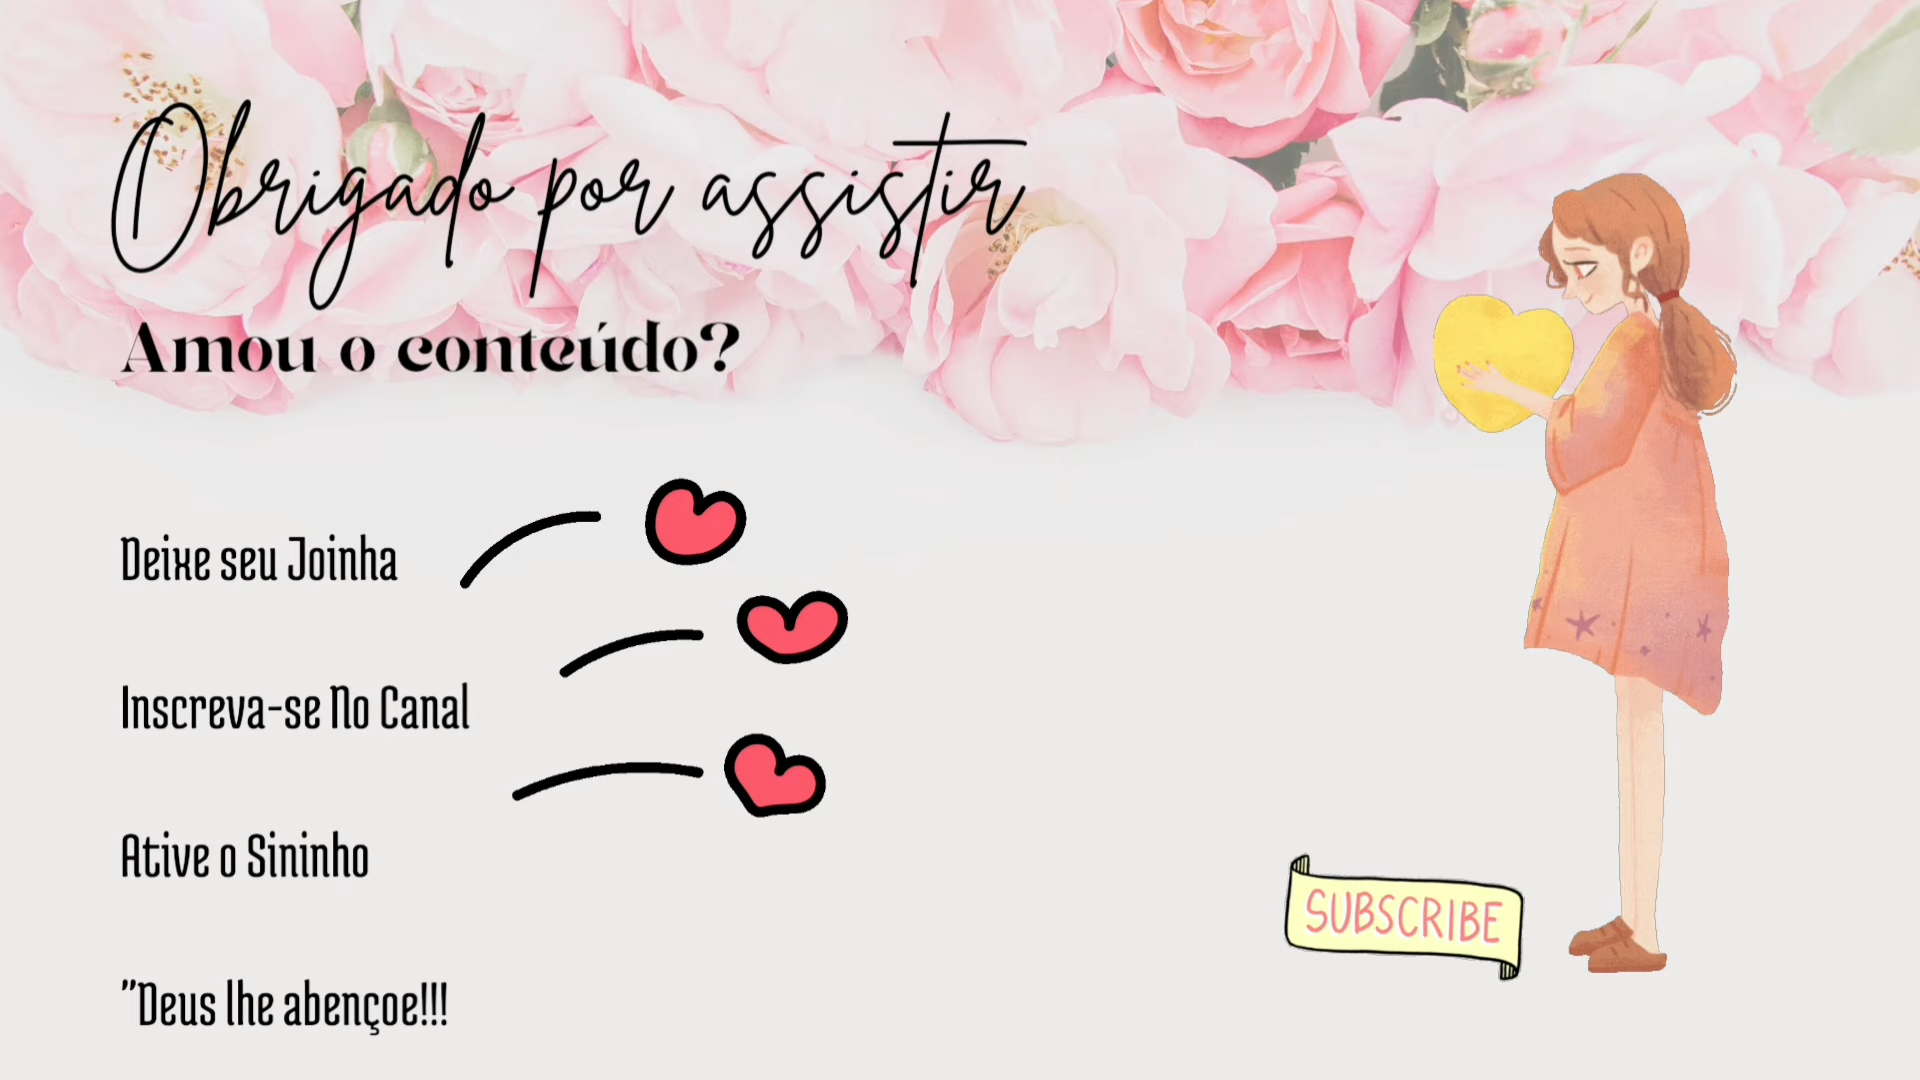 Obrigado por assistir
Amou o conteúdo?
Deixe seu Joinha
Inscreva-se No Canal
Ative o Sininho
"Deus lhe abençoe!!!
SUBSCRIBE